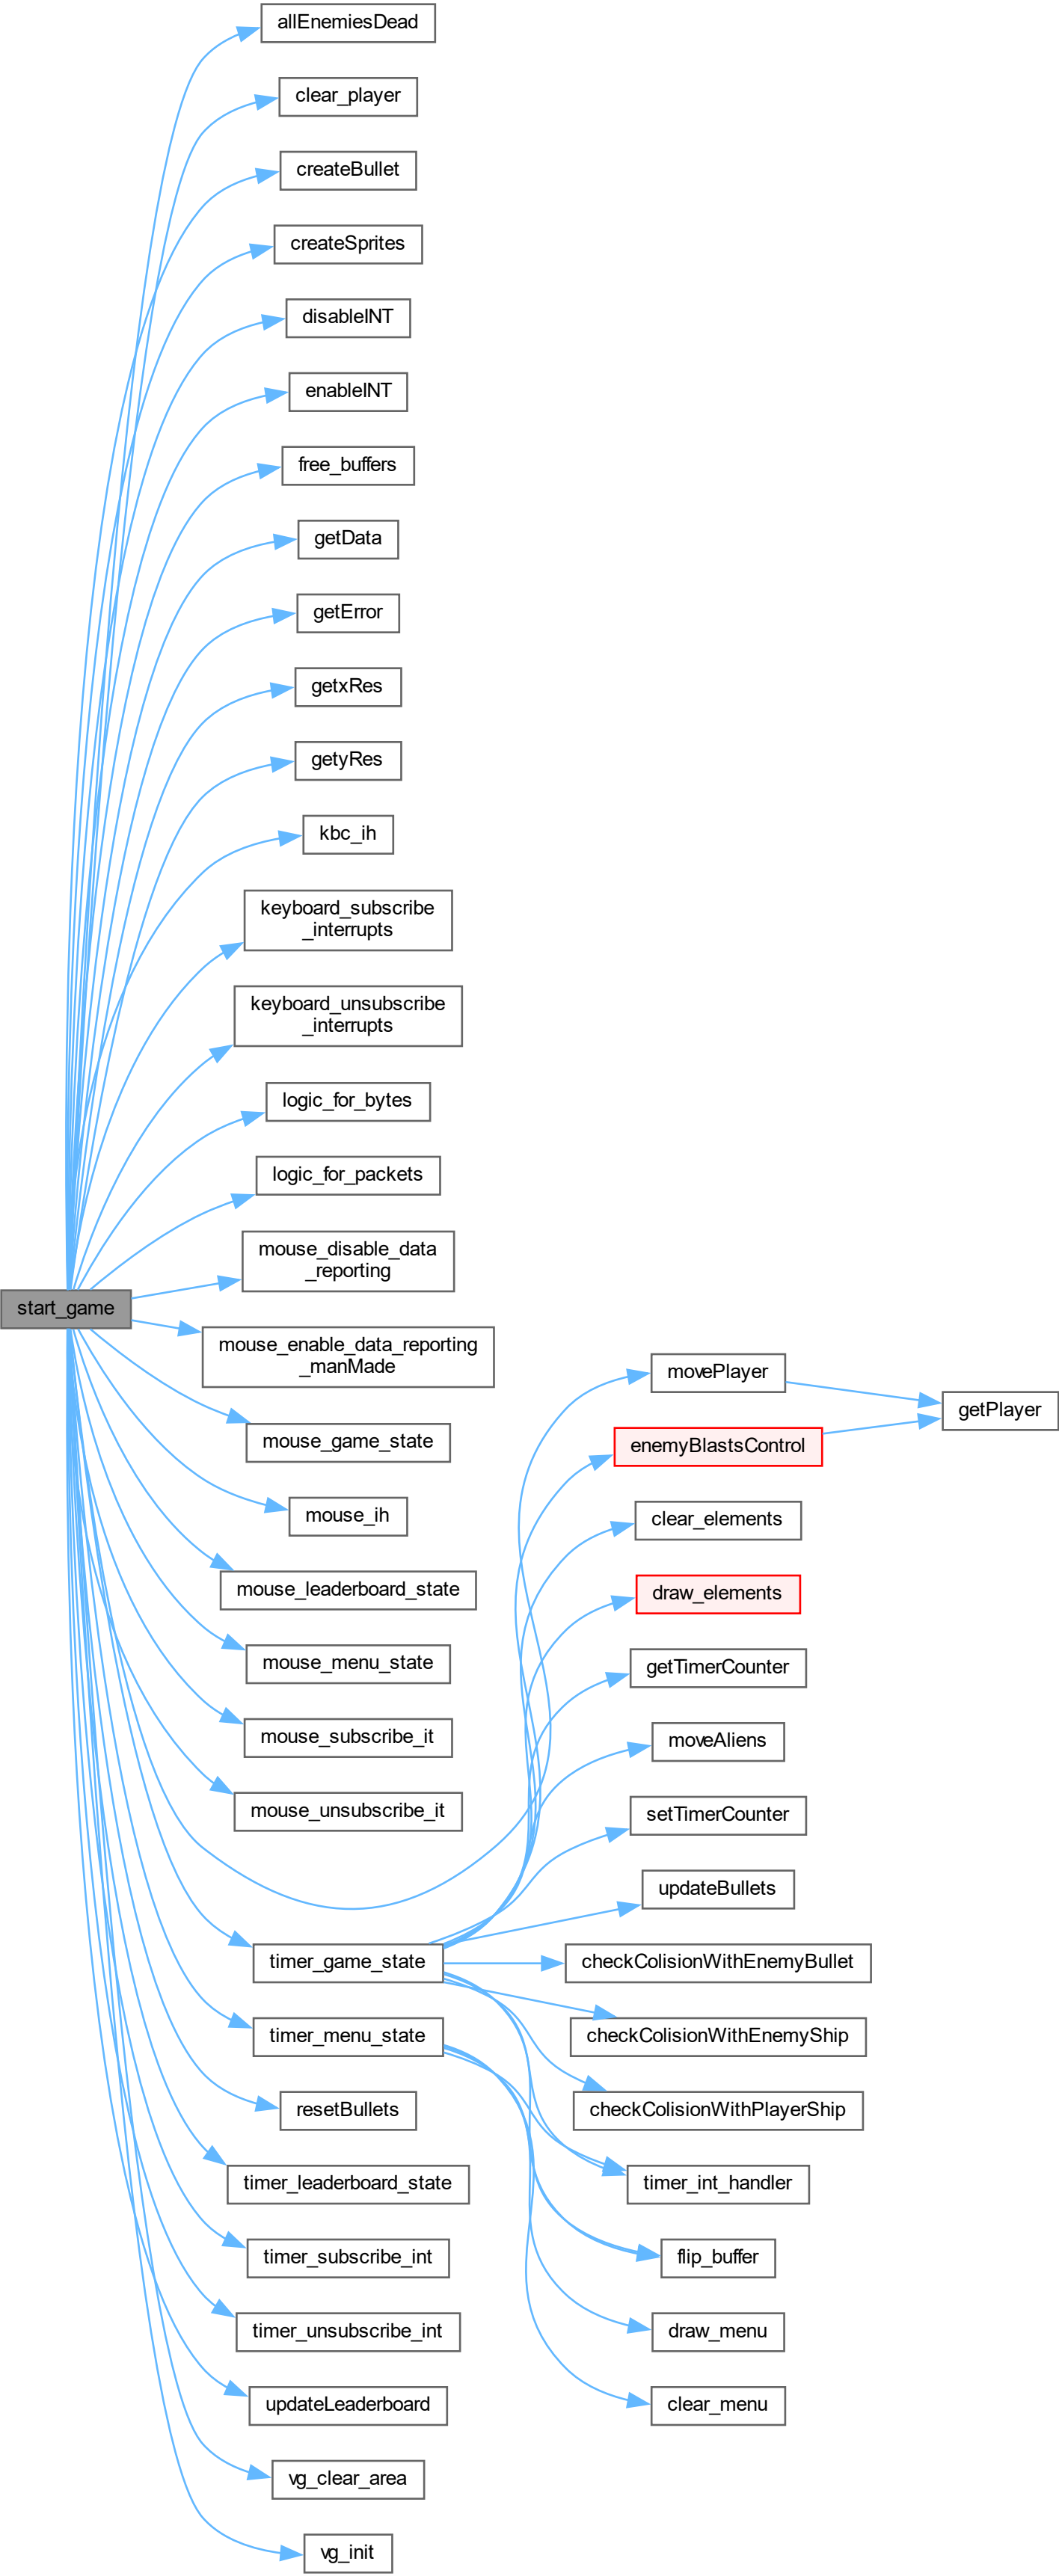 allEnemiesDead
clear_player
createBullet
createSprites
disableINT
enableINT
free_buffers
getData
getError
getxRes
getyRes
kbc_ih
keyboard_subscribe
_interrupts
keyboard_unsubscribe
_interrupts
logic_for_bytes
logic_for_packets
mouse_disable_data
_reporting
start_game
mouse_enable_data_reporting
_manMade
mouse_game_state
mouse_ih
mouse_leaderboard_state
mouse_menu_state
mouse_subscribe_it
mouse_unsubscribe_it
timer_game_state
timer_menu_state
resetBullets
timer_leaderboard_state
timer_subscribe_int
timer_unsubscribe_int
updateLeaderboard
vg_clear_area
vg_init
movePlayer
enemyBlastsControl
clear_elements
draw_elements
getTimerCounter
moveAliens
setTimerCounter
updateBullets
checkColisionWithEnemyBullet
checkColisionWithEnemyShip
checkColisionWithPlayerShip
timer_int_handler
flip_buffer
draw_menu
clear_menu
getPlayer